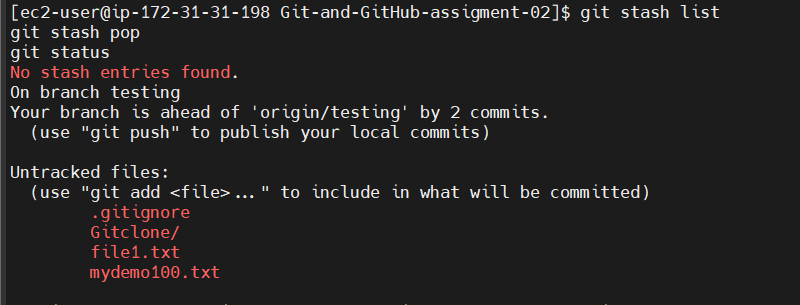 [ec2-user@ip-172-31-31-198 Git-and-GitHub-assigment-02]$ git stash list
git stash pop
git status
No stash entries found.
On branch testing
Your branch is ahead of 'origin/testing' by 2 commits.
(use "git push" to publish your local commits)
Untracked files:
(use "git add <file>..." to include in what will be committed)
.gitignore
Gitclone/
file1.txt
mydemo100.txt